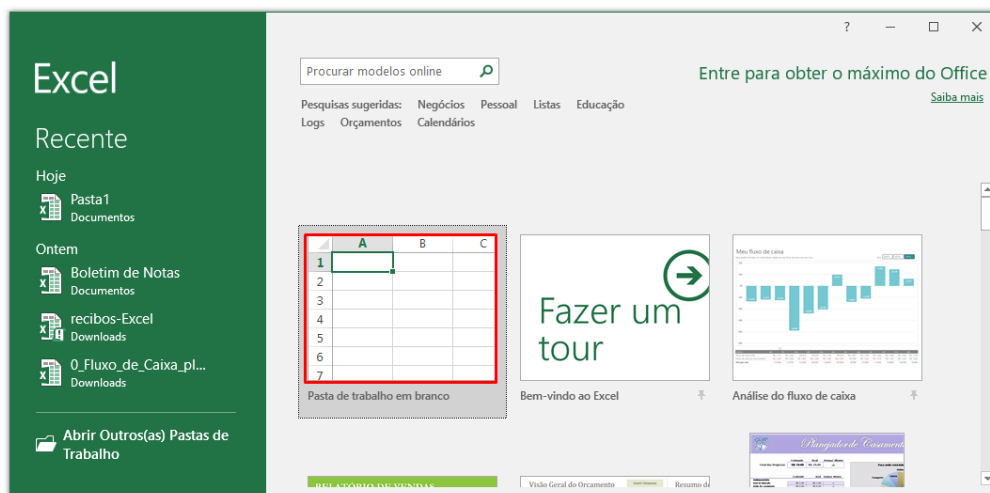 ?
Excel
Recente
Hoje
Pasta1
Documentos
Ontem
Boletim de Notas
Documentos
recibos-Excel
Downloads
0_Fluxo_de_Caixa_pl...
Downloads
Abrir Outros(as) Pastas de
Trabalho
Procurar modelos online
Entre para obter o máximo do Office
Saiba mais
Pesquisas sugeridas: Negócios Pessoal Listas Educação
Logs Orçamentos Calendários
A B C
1
2
3
4
5
6
7
Pasta de trabalho em branco
Fazer um
tour
Bem-vindo ao Excel
Meu fluxo de caixa
Análise do fluxo de caixa
RELATÓRIO DE VENDAS
Visão Geral do Orçamento
Resumo d
Planejador de Casament